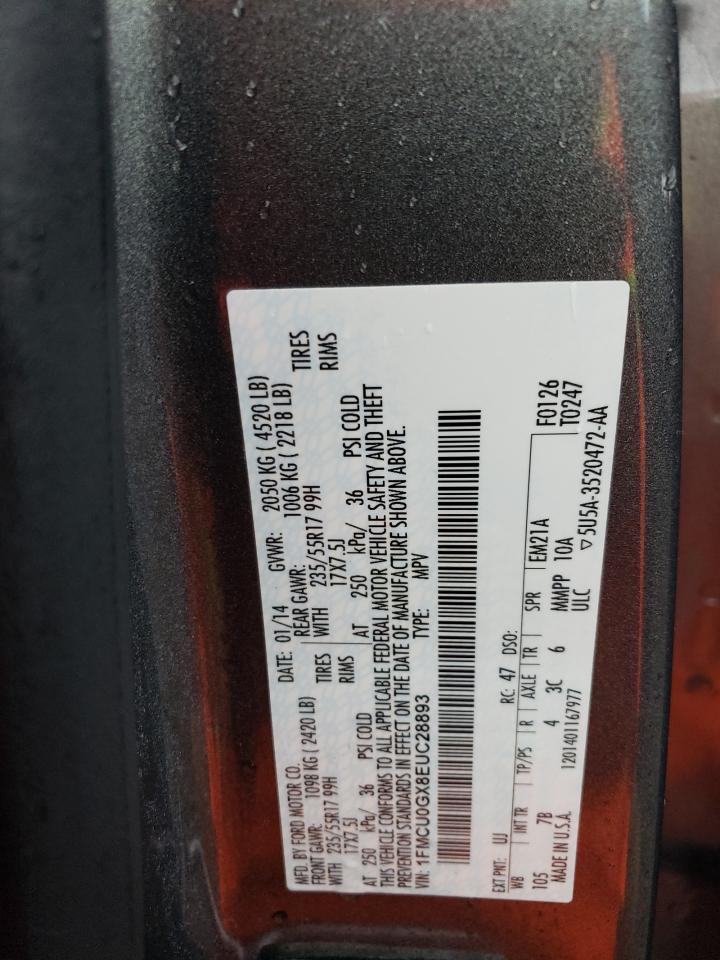 MFD. BY FORD MOTOR CO.
DATE: 01/14 GVWR: 2050 KG ( 4520 LB)
FRONT GAWR: 1098 KG ( 2420 LB) REAR GAWR: 1006 KG ( 2218 LB)
WITH 235/55R17 99H TIRES WITH 235/55R17 99H TIRES
17X7.5J RIMS 17X7.5J RIMS
AT 250 kPa/ 36 PSI COLD AT 250 kPa/ 36 PSI COLD
THIS VEHICLE CONFORMS TO ALL APPLICABLE FEDERAL MOTOR VEHICLE SAFETY AND THEFT
PREVENTION STANDARDS IN EFFECT ON THE DATE OF MANUFACTURE SHOWN ABOVE.
VIN: 1FMCU0GX8EUC28893 TYPE: MPV
EXT PNT: UJ RC: 47 DSO: F0126
WB INT TR TP/PS R AXLE TR SPR EM21A T0247
105 7B 4 3C 6 MMPP 10A
MADE IN U.S.A. 1201401167977 ULC ▽5U5A-3520472-AA